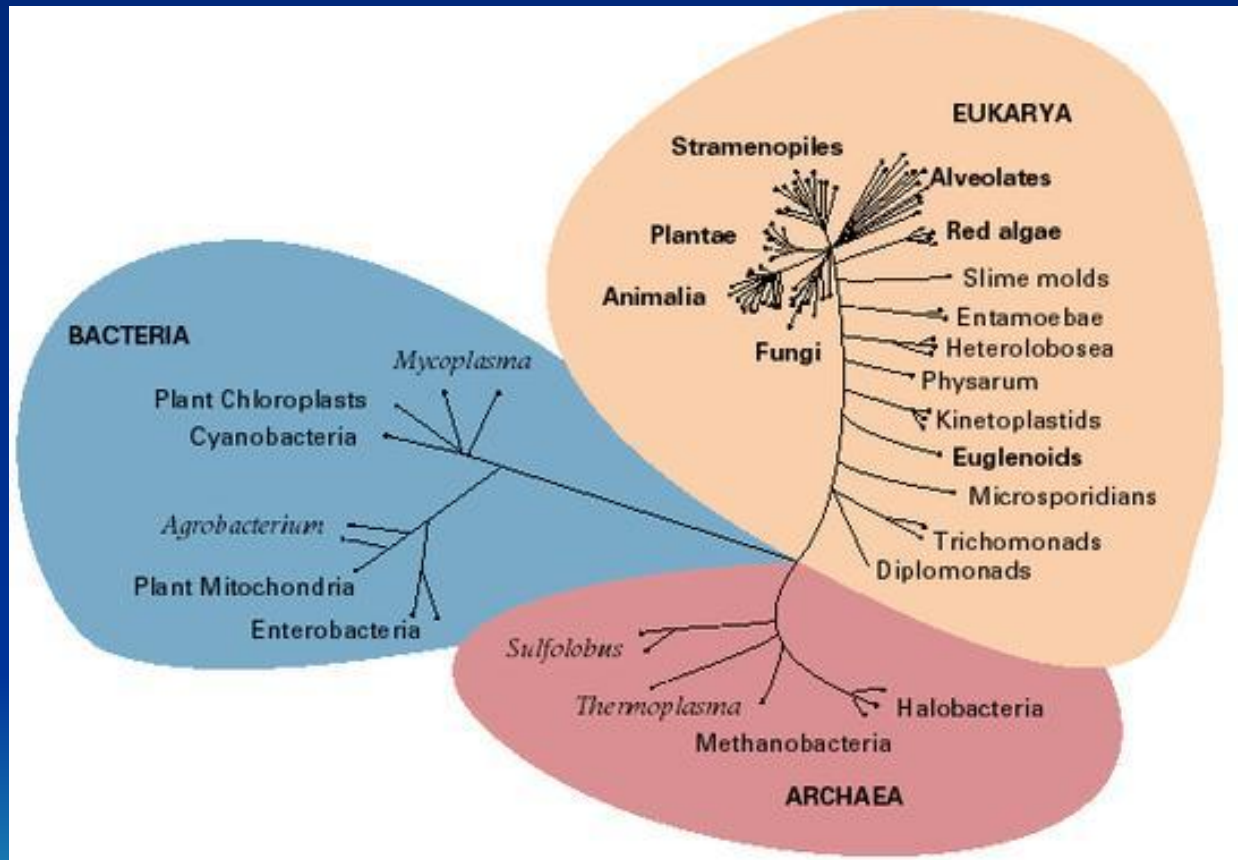 EUKARYA
Stramenopiles
Alveolates
Plantae
Red algae
Animalia
Slime molds
Entamoebae
Fungi
Heterolobosea
Physarum
Kinetoplastids
Euglenoids
Microsporidians
Trichomonads
Diplomonads
BACTERIA
Mycoplasma
Plant Chloroplasts
Cyanobacteria
Agrobacterium
Plant Mitochondria
Enterobacteria
Sulfolobus
Thermoplasma
Halobacteria
Methanobacteria
ARCHAEA